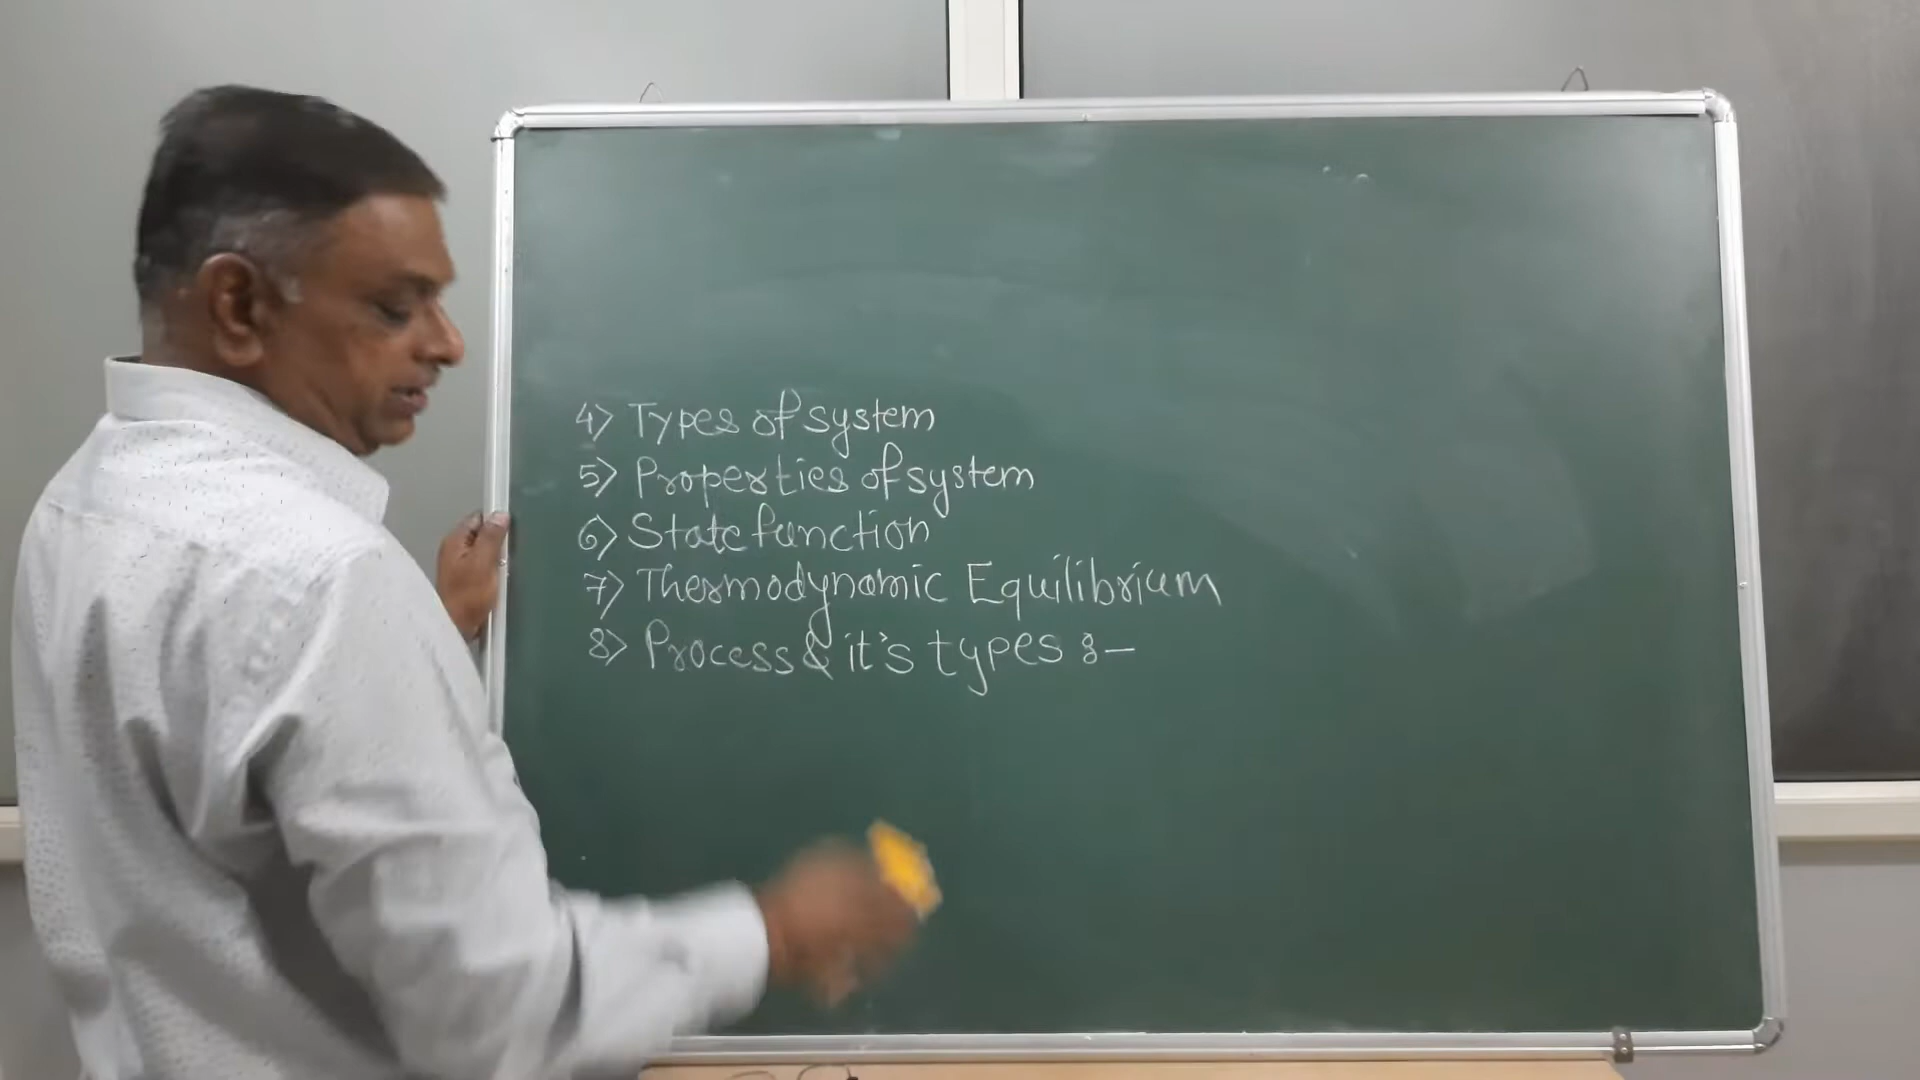 4> Types of system
5> Properties of system
6> State function
7> Thermodynamic Equilibrium
8> Process & it's types :-